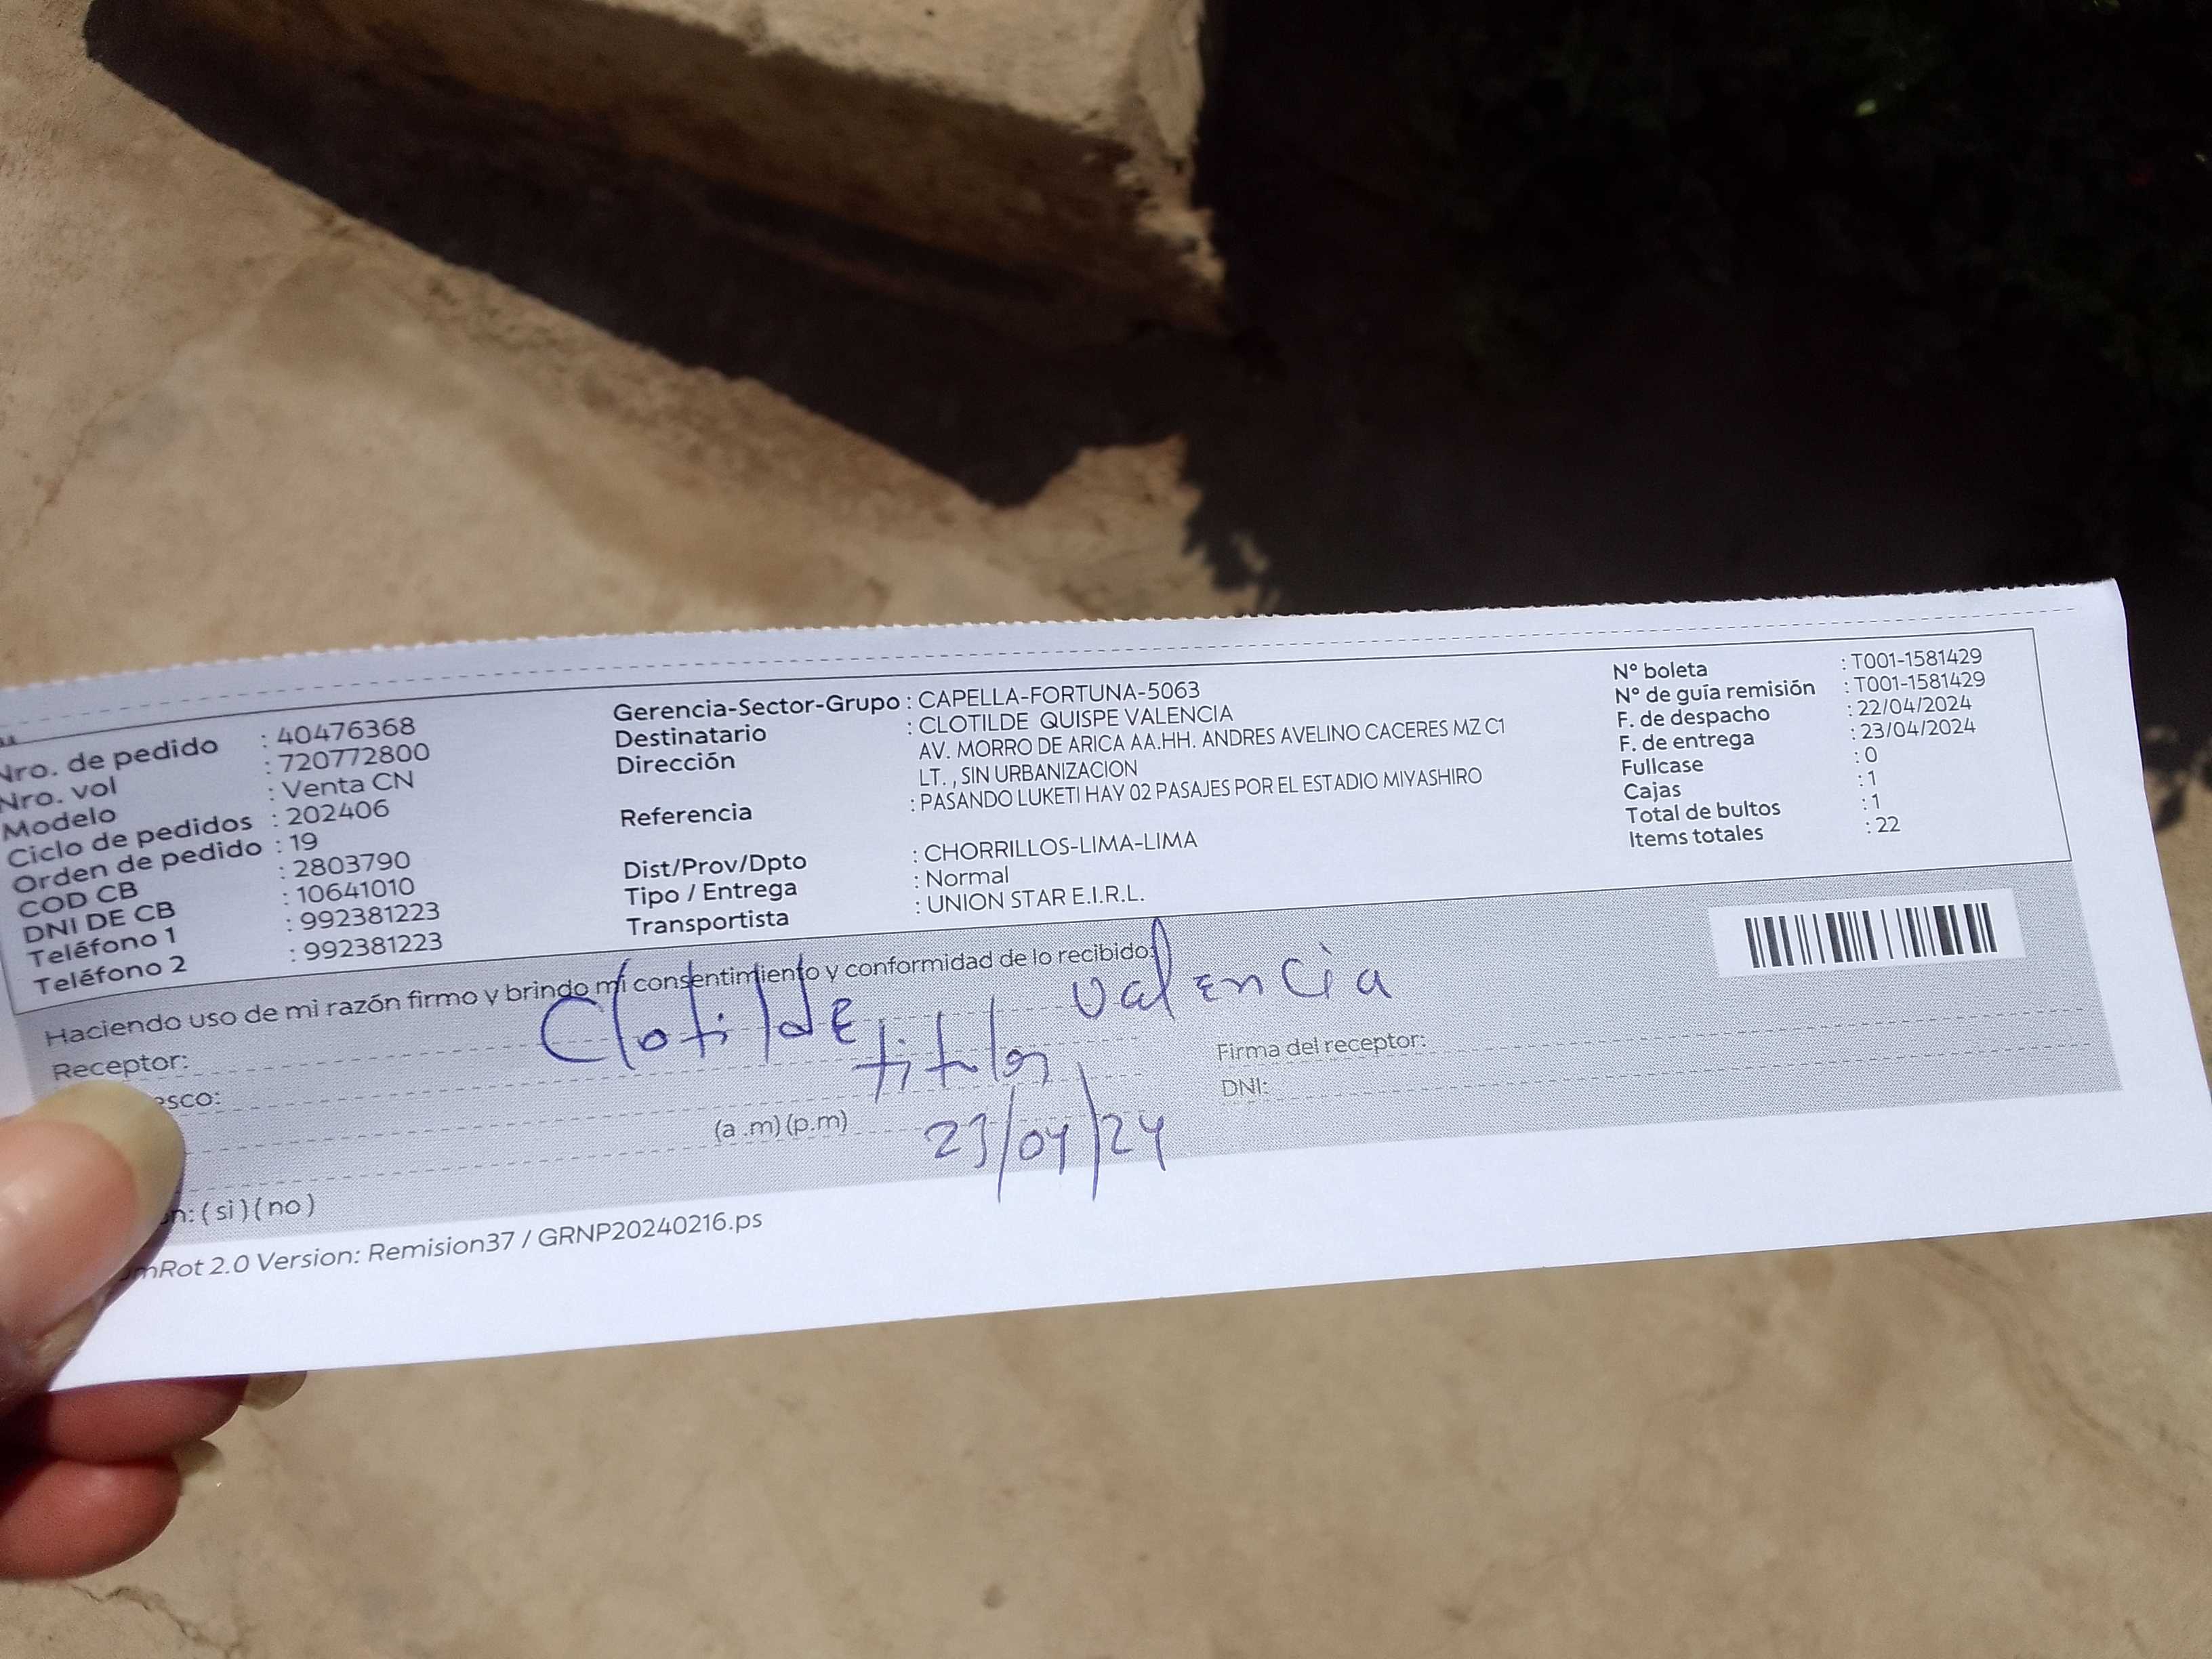 Nro. de pedido : 40476368
Nro. vol : 720772800
Modelo : Venta CN
Ciclo de pedidos : 202406
Orden de pedido : 19
COD CB : 2803790
DNI DE CB : 10641010
Teléfono 1 : 992381223
Teléfono 2 : 992381223
Gerencia-Sector-Grupo : CAPELLA-FORTUNA-5063
Destinatario : CLOTILDE QUISPE VALENCIA
Dirección AV. MORRO DE ARICA AA.HH. ANDRES AVELINO CACERES MZ C1
LT. , SIN URBANIZACION
Referencia : PASANDO LUKETI HAY 02 PASAJES POR EL ESTADIO MIYASHIRO
Dist/Prov/Dpto : CHORRILLOS-LIMA-LIMA
Tipo / Entrega : Normal
Transportista : UNION STAR E.I.R.L.
N° boleta : T001-1581429
N° de guía remisión : T001-1581429
F. de despacho : 22/04/2024
F. de entrega : 23/04/2024
Fullcase : 0
Cajas : 1
Total de bultos : 1
Items totales : 22
Haciendo uso de mi razón firmo y brindo mi consentimiento y conformidad de lo recibido:
Receptor: Clotilde Valencia
esco: titular
Firma del receptor:
DNI:
(a .m) (p.m) 23/04/24
n: ( si ) ( no )
mRot 2.0 Version: Remision37 / GRNP20240216.ps